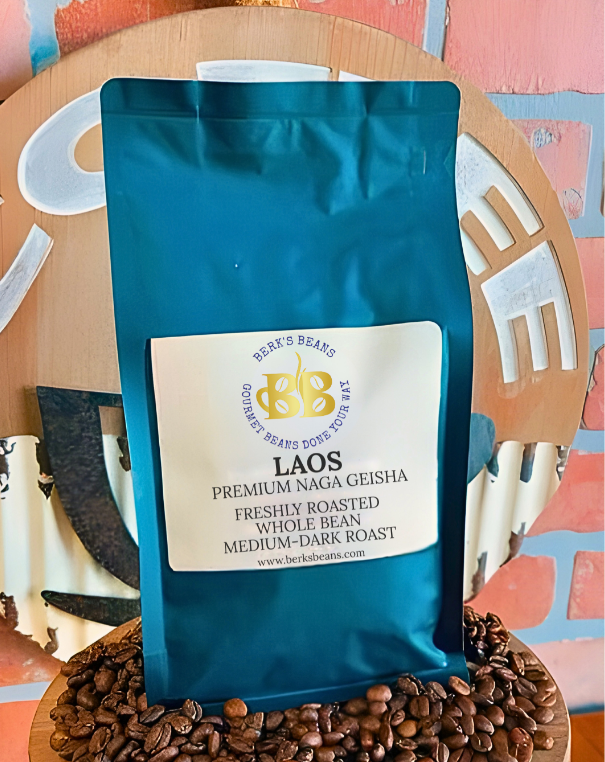 BERK'S BEANS
BB
GOURMET BEANS DONE YOUR WAY
LAOS
PREMIUM NAGA GEISHA
FRESHLY ROASTED
WHOLE BEAN
MEDIUM-DARK ROAST
www.berksbeans.com